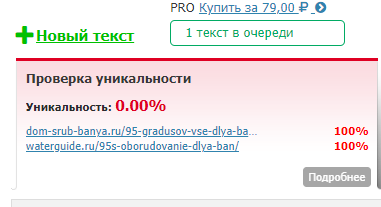 PRO Купить за 79,00 ₽
Новый текст
1 текст в очереди
Проверка уникальности
Уникальность: 0.00%
dom-srub-banya.ru/95-gradusov-vse-dlya-ba... 100%
waterguide.ru/95s-oborudovanie-dlya-ban/ 100%
Подробнее